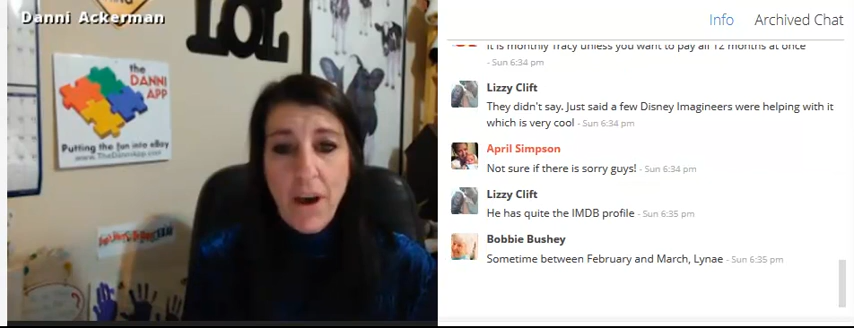 Danni Ackerman
LOL
the
DANNI
APP
Putting the fun into eBay
www.TheDanniApp.com
Info Archived Chat
It is monthly Tracy unless you want to pay all 12 months at once
- Sun 6:34 pm
Lizzy Clift
They didn't say. Just said a few Disney Imagineers were helping with it
which is very cool - Sun 6:34 pm
April Simpson
Not sure if there is sorry guys! - Sun 6:34 pm
Lizzy Clift
He has quite the IMDB profile - Sun 6:35 pm
Bobbie Bushey
Sometime between February and March, Lynae - Sun 6:35 pm